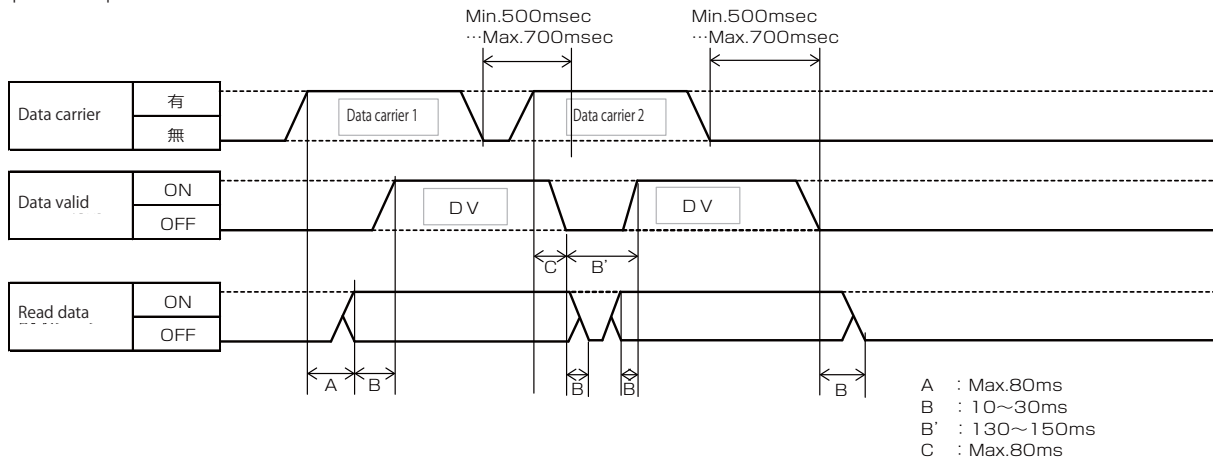 Min.500msec
…Max.700msec
Min.500msec
…Max.700msec
Data carrier
有
無
Data carrier 1
Data carrier 2
Data valid
ON
OFF
DV
DV
C
B'
Read data
ON
OFF
A
B
B
B
B
A : Max.80ms
B : 10～30ms
B' : 130～150ms
C : Max.80ms